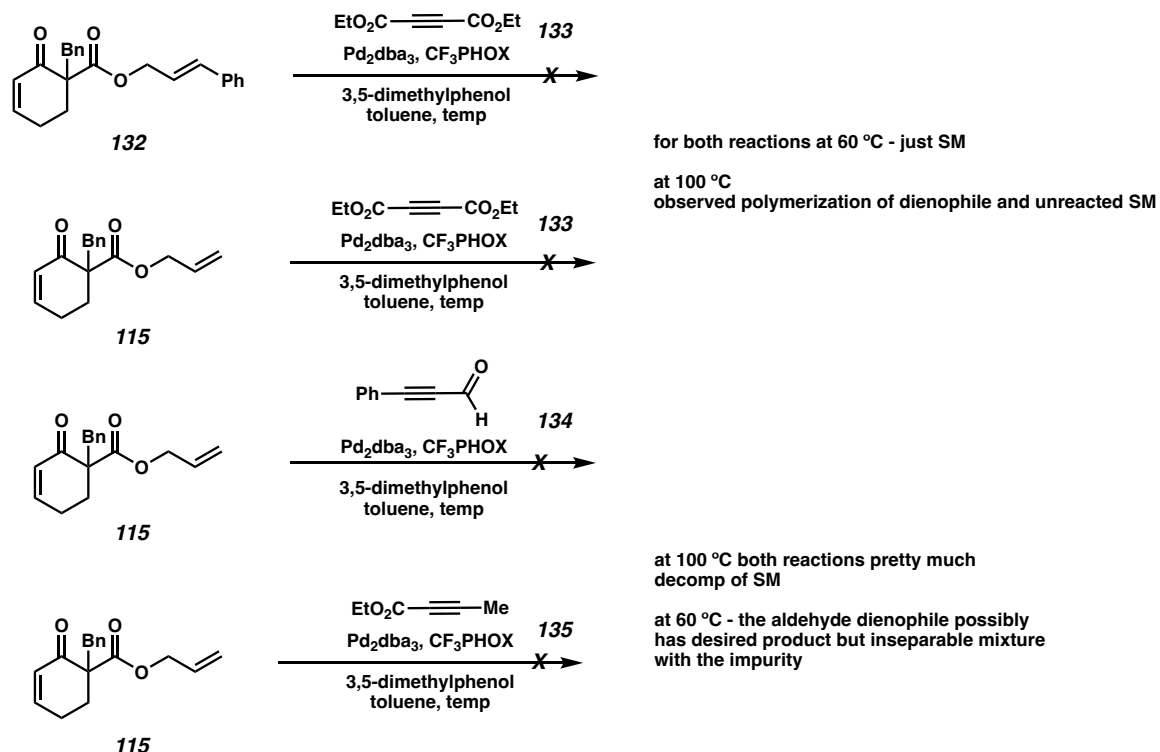 EtO2C CO2Et 133
O O
Bn
O Ph
Pd2dba3, CF3PHOX
X
3,5-dimethylphenol
toluene, temp
132
for both reactions at 60 ºC - just SM
at 100 ºC
observed polymerization of dienophile and unreacted SM
EtO2C CO2Et 133
O O
Bn
O
Pd2dba3, CF3PHOX
X
3,5-dimethylphenol
toluene, temp
115
O
Ph
H 134
O O
Bn
O
Pd2dba3, CF3PHOX
X
3,5-dimethylphenol
toluene, temp
115
at 100 ºC both reactions pretty much
decomp of SM
EtO2C Me 135
at 60 ºC - the aldehyde dienophile possibly
has desired product but inseparable mixture
with the impurity
O O
Bn
O
Pd2dba3, CF3PHOX
X
3,5-dimethylphenol
toluene, temp
115